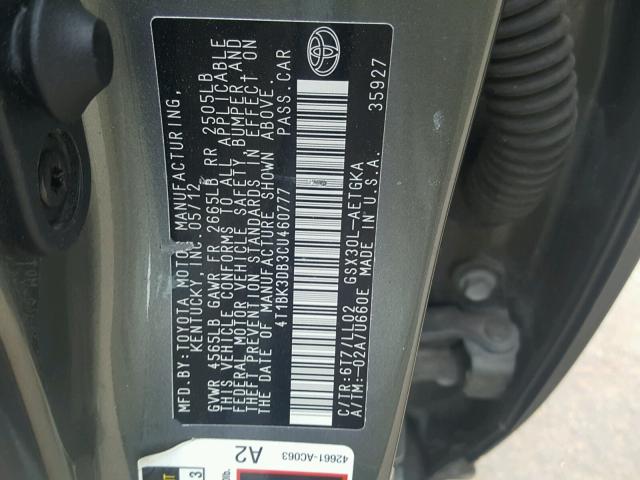 MFD. BY: TOYOTA MOTOR MANUFACTURING,
KENTUCKY, INC. 05/12
GVWR 4565LB GAWR FR 2665LB RR 2505LB
THIS VEHICLE CONFORMS TO ALL APPLICABLE
FEDERAL MOTOR VEHICLE SAFETY, BUMPER AND
THEFT PREVENTION STANDARDS IN EFFECT ON
THE DATE OF MANUFACTURE SHOWN ABOVE.
4T1BK3DB3CU460777 PASS.CAR
C/TR:6T7/LL02 GSX30L-AETGKA
A/TM:-02A/U660E MADE IN U.S.A. 35927
A2
42661-AC063
3